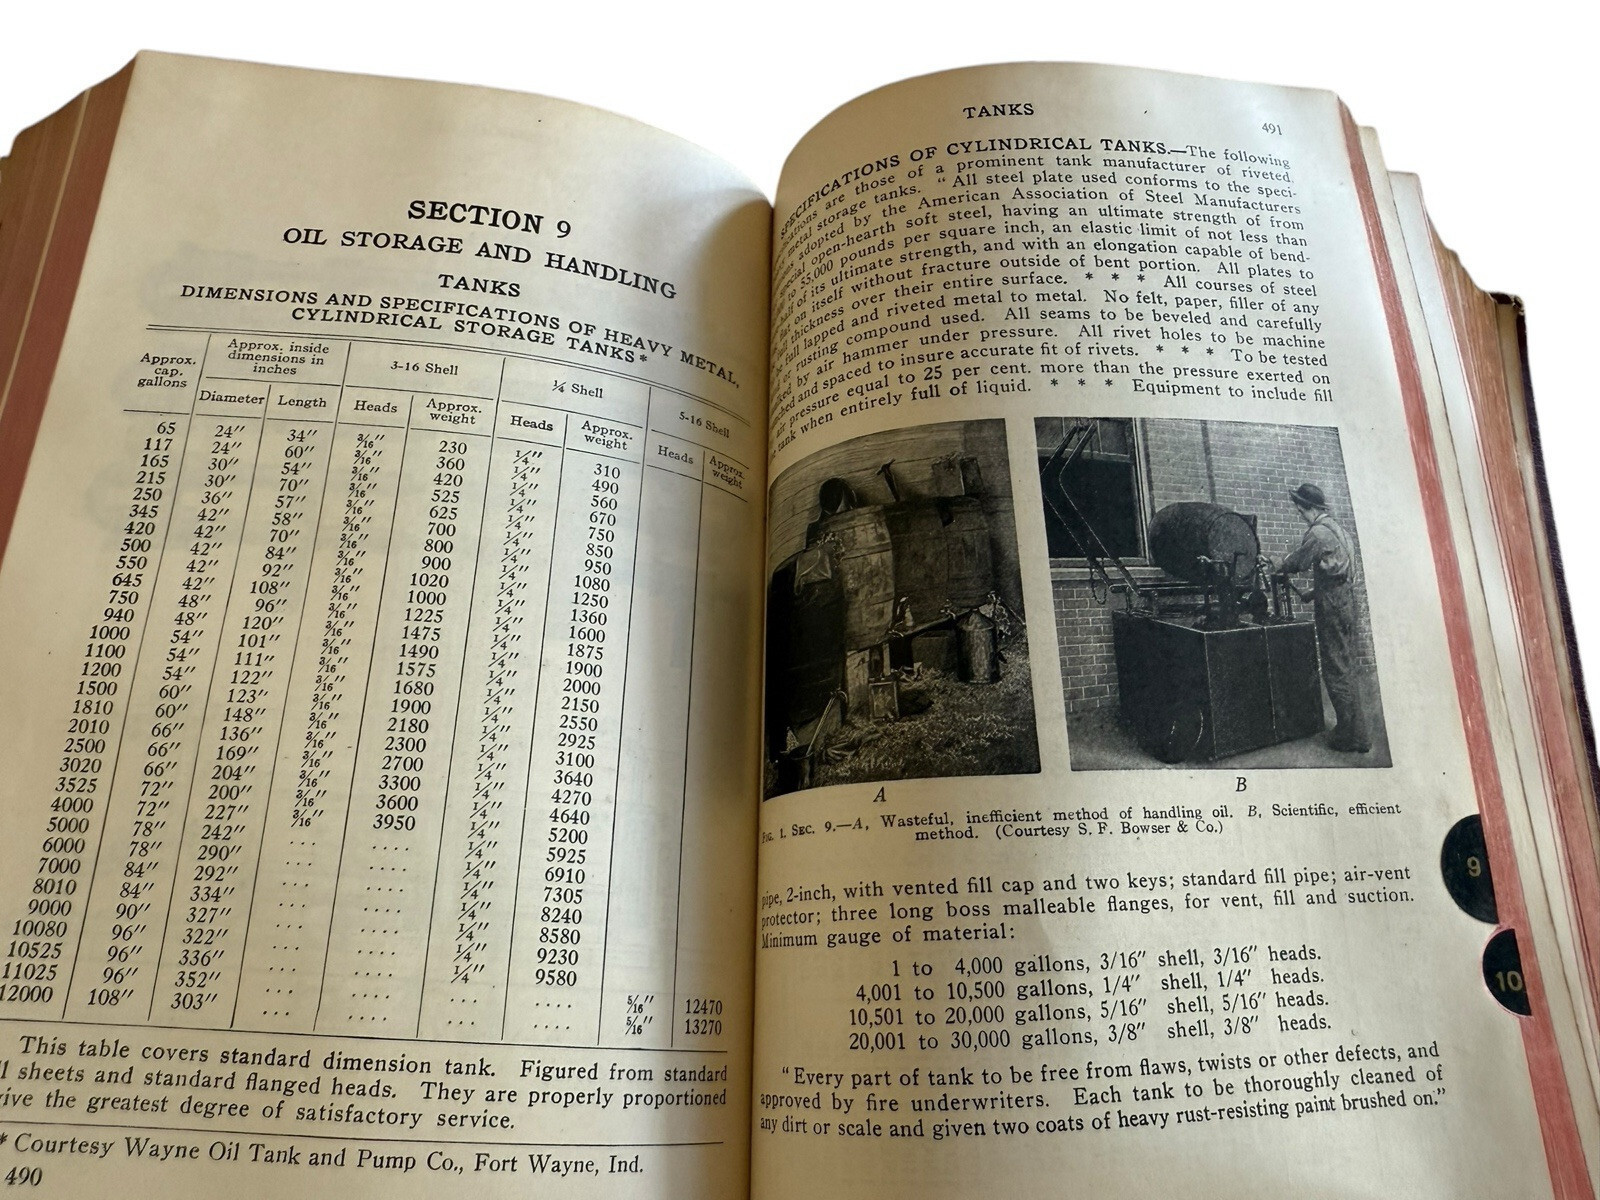 SECTION 9
OIL STORAGE AND HANDLING
TANKS
DIMENSIONS AND SPECIFICATIONS OF HEAVY METAL,
CYLINDRICAL STORAGE TANKS*
Approx. cap. gallons Approx. inside dimensions in inches 3-16 Shell ¼ Shell 5-16 Shell
Diameter Length Heads Approx. weight Heads Approx. weight Heads Approx. weight
65 24″ 34″ 3/16″ 230 1/4″ 310
117 24″ 60″ 3/16″ 360 1/4″ 490
165 30″ 54″ 3/16″ 420 1/4″ 560
215 30″ 70″ 3/16″ 525 1/4″ 670
250 36″ 57″ 3/16″ 625 1/4″ 750
345 42″ 58″ 3/16″ 700 1/4″ 850
420 42″ 70″ 3/16″ 800 1/4″ 950
500 42″ 84″ 3/16″ 900 1/4″ 1080
550 42″ 92″ 3/16″ 1020 1/4″ 1250
645 42″ 108″ 3/16″ 1000 1/4″ 1360
750 48″ 96″ 3/16″ 1225 1/4″ 1600
940 48″ 120″ 3/16″ 1475 1/4″ 1875
1000 54″ 101″ 3/16″ 1490 1/4″ 1900
1100 54″ 111″ 3/16″ 1575 1/4″ 2000
1200 54″ 122″ 3/16″ 1680 1/4″ 2150
1500 60″ 123″ 3/16″ 1900 1/4″ 2550
1810 60″ 148″ 3/16″ 2180 1/4″ 2925
2010 66″ 136″ 3/16″ 2300 1/4″ 3100
2500 66″ 169″ 3/16″ 2700 1/4″ 3640
3020 66″ 204″ 3/16″ 3300 1/4″ 4270
3525 72″ 200″ 3/16″ 3600 1/4″ 4640
4000 72″ 227″ 3/16″ 3950 1/4″ 5200
5000 78″ 242″ ... .... 1/4″ 5925
6000 78″ 290″ ... .... 1/4″ 6910
7000 84″ 292″ ... .... 1/4″ 7305
8010 84″ 334″ ... .... 1/4″ 8240
9000 90″ 327″ ... .... 1/4″ 8580
10080 96″ 322″ ... .... 1/4″ 9230
10525 96″ 336″ ... .... 1/4″ 9580
11025 96″ 352″ ... ... ... .... 5/16″ 12470
12000 108″ 303″ ... ... ... .... 5/16″ 13270
This table covers standard dimension tank. Figured from standard
sheets and standard flanged heads. They are properly proportioned
give the greatest degree of satisfactory service.
* Courtesy Wayne Oil Tank and Pump Co., Fort Wayne, Ind.
490
TANKS
491
SPECIFICATIONS OF CYLINDRICAL TANKS.—The following
are those of a prominent tank manufacturer of riveted,
metal storage tanks. "All steel plate used conforms to the speci-
adopted by the American Association of Steel Manufacturers
special open-hearth soft steel, having an ultimate strength of from
to 55,000 pounds per square inch, an elastic limit of not less than
half of its ultimate strength, and with an elongation capable of bend-
flat on itself without fracture outside of bent portion. All plates to
full thickness over their entire surface. * * * All courses of steel
be full lapped and riveted metal to metal. No felt, paper, filler of any
or rusting compound used. All seams to be beveled and carefully
by air hammer under pressure. All rivet holes to be machine
and spaced to insure accurate fit of rivets. * * * To be tested
air pressure equal to 25 per cent. more than the pressure exerted on
tank when entirely full of liquid. * * * Equipment to include fill
A
B
FIG. 1. SEC. 9.—A, Wasteful, inefficient method of handling oil. B, Scientific, efficient
method. (Courtesy S. F. Bowser & Co.)
pipe, 2-inch, with vented fill cap and two keys; standard fill pipe; air-vent
protector; three long boss malleable flanges, for vent, fill and suction.
Minimum gauge of material:
1 to 4,000 gallons, 3/16″ shell, 3/16″ heads.
4,001 to 10,500 gallons, 1/4″ shell, 1/4″ heads.
10,501 to 20,000 gallons, 5/16″ shell, 5/16″ heads.
20,001 to 30,000 gallons, 3/8″ shell, 3/8″ heads.
"Every part of tank to be free from flaws, twists or other defects, and
approved by fire underwriters. Each tank to be thoroughly cleaned of
any dirt or scale and given two coats of heavy rust-resisting paint brushed on."
9
10